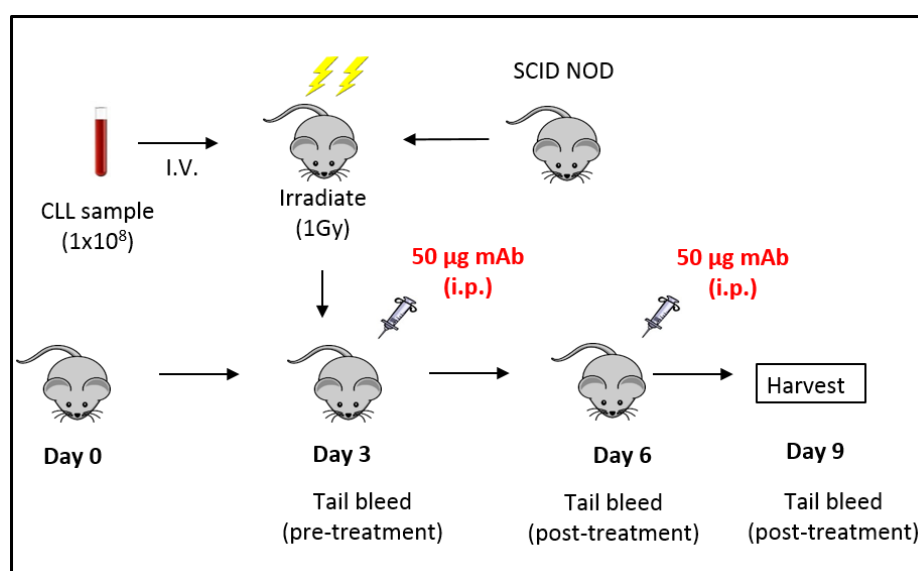 SCID NOD
I.V.
CLL sample
(1x10⁸)
Irradiate
(1Gy)
50 µg mAb
(i.p.)
50 µg mAb
(i.p.)
Harvest
Day 0
Day 3
Day 6
Day 9
Tail bleed
(pre-treatment)
Tail bleed
(post-treatment)
Tail bleed
(post-treatment)